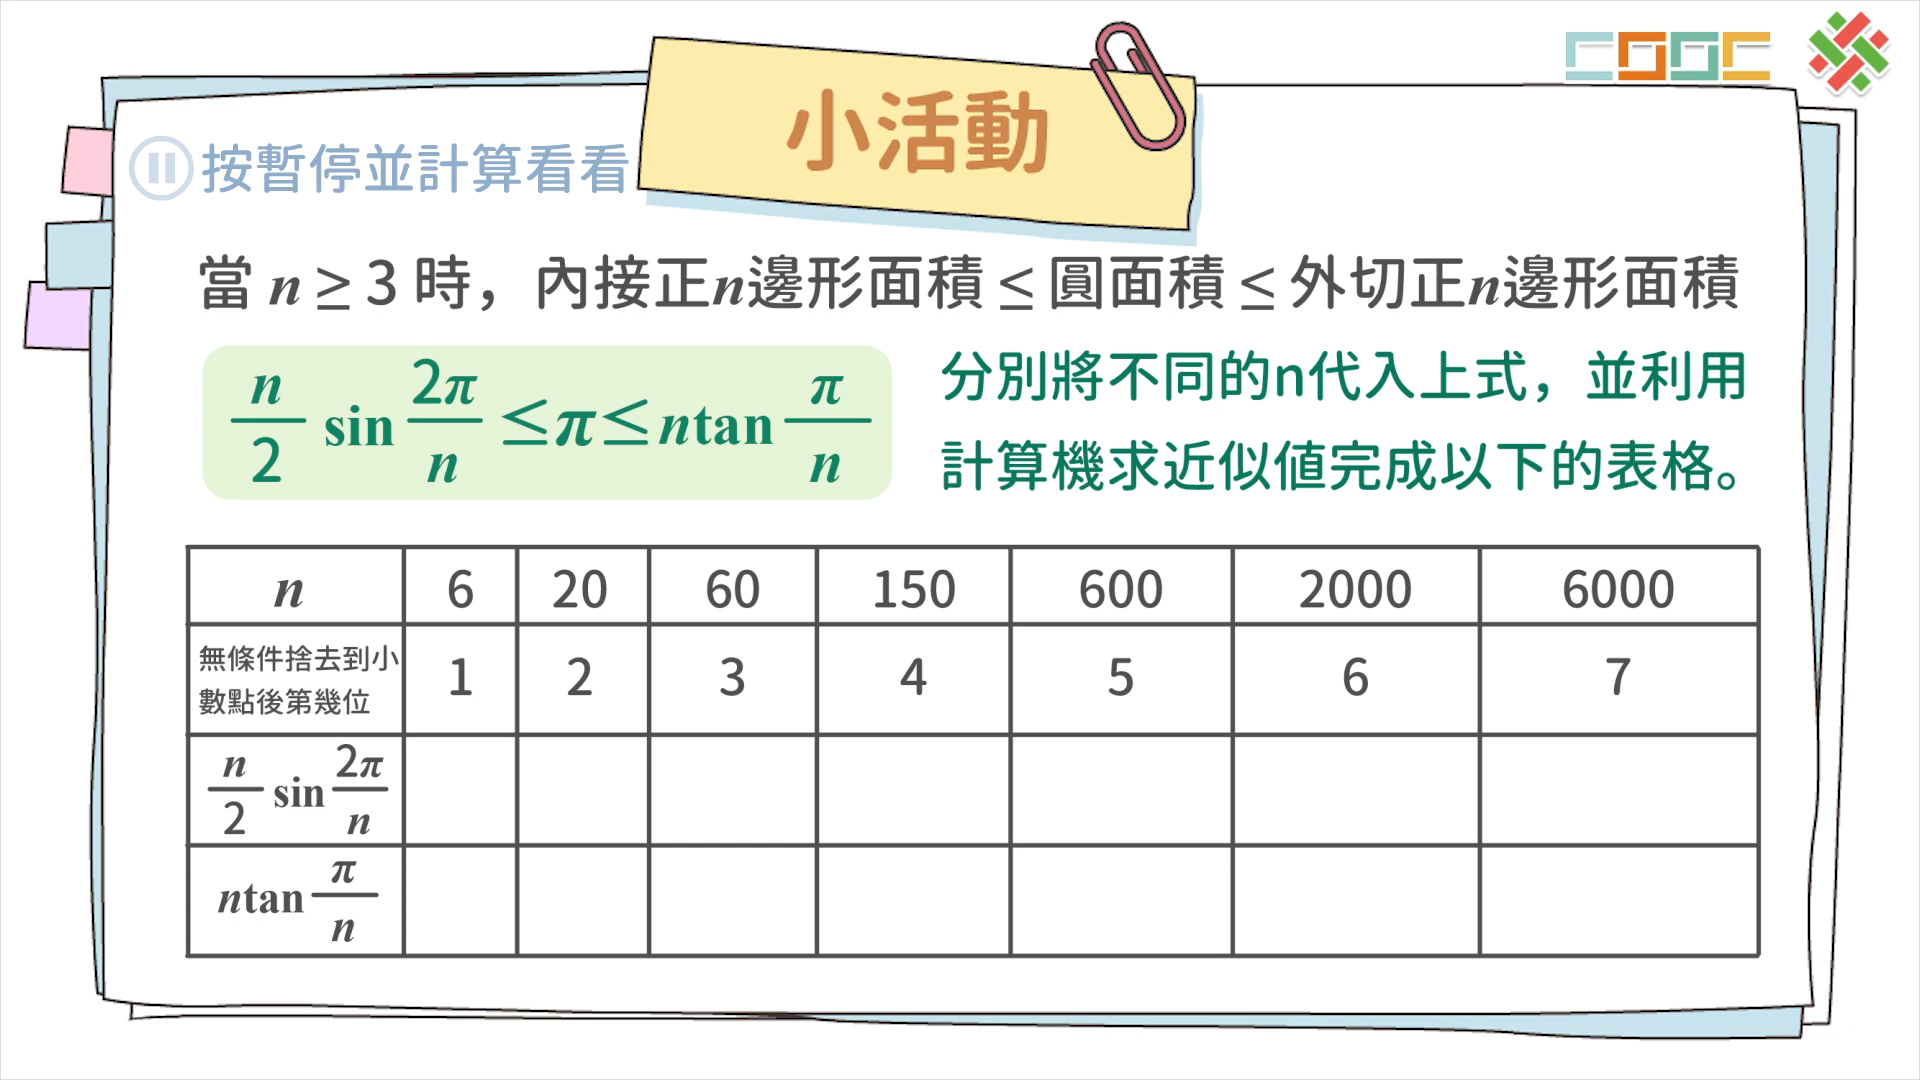 COOC
小活動
按暫停並計算看看
當 n ≥ 3 時，內接正n邊形面積 ≤ 圓面積 ≤ 外切正n邊形面積
n/2 sin 2π/n ≤ π ≤ n tan π/n
分別將不同的n代入上式，並利用
計算機求近似值完成以下的表格。
n 6 20 60 150 600 2000 6000
無條件捨去到小
數點後第幾位 1 2 3 4 5 6 7
n/2 sin 2π/n
n tan π/n